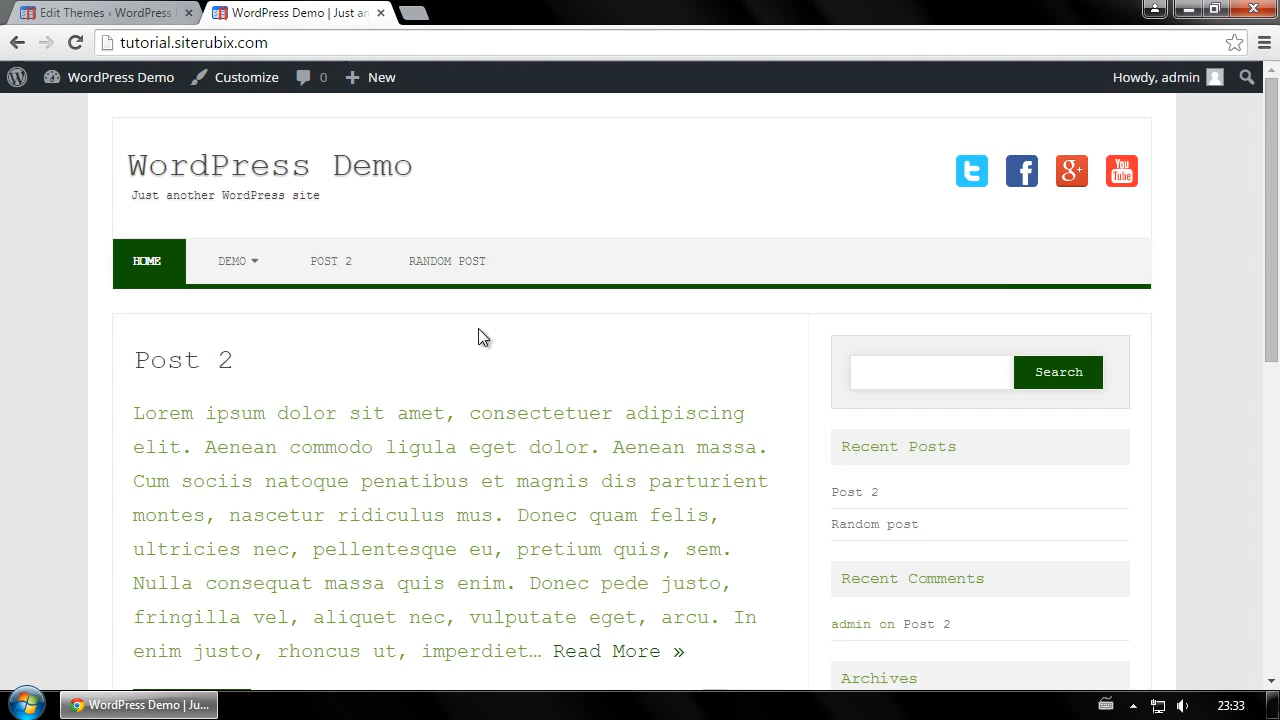 Edit Themes ‹ WordPress
WordPress Demo | Just an
tutorial.siterubix.com
WordPress Demo
Customize
0
New
Howdy, admin
WordPress Demo
Just another WordPress site
You
Tube
HOME
DEMO
POST 2
RANDOM POST
Post 2
Lorem ipsum dolor sit amet, consectetuer adipiscing
elit. Aenean commodo ligula eget dolor. Aenean massa.
Cum sociis natoque penatibus et magnis dis parturient
montes, nascetur ridiculus mus. Donec quam felis,
ultricies nec, pellentesque eu, pretium quis, sem.
Nulla consequat massa quis enim. Donec pede justo,
fringilla vel, aliquet nec, vulputate eget, arcu. In
enim justo, rhoncus ut, imperdiet… Read More »
Search
Recent Posts
Post 2
Random post
Recent Comments
admin on Post 2
Archives
WordPress Demo | Ju...
23:33